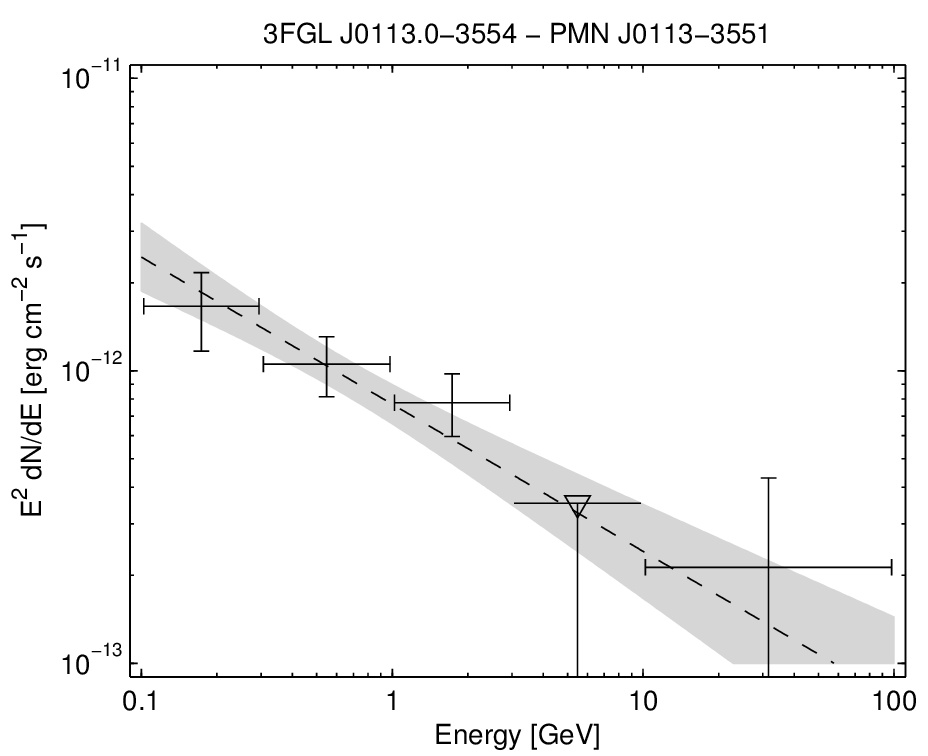 3FGL J0113.0−3554 − PMN J0113−3551
10⁻¹¹
10⁻¹²
10⁻¹³
E² dN/dE [erg cm⁻² s⁻¹]
0.1 1 10 100
Energy [GeV]